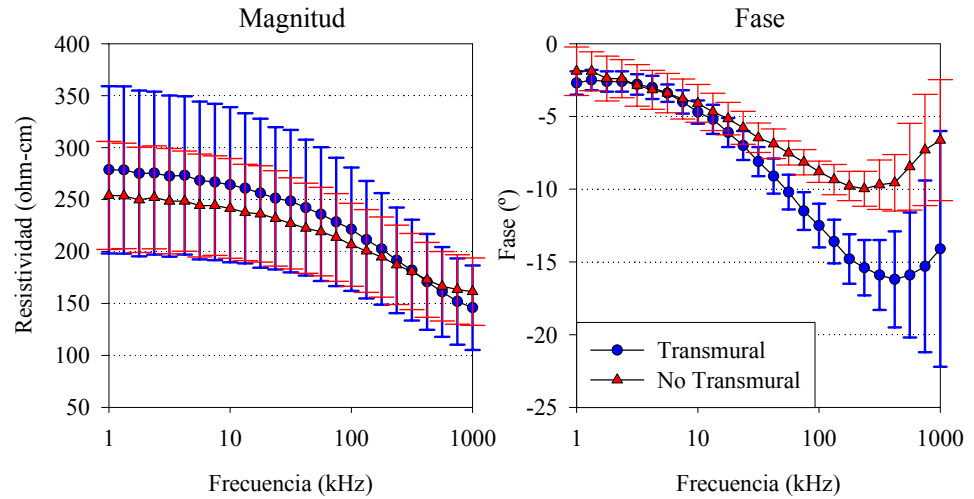 Magnitud
Resistividad (ohm-cm)
400
350
300
250
200
150
100
50
1
10
100
1000
Frecuencia (kHz)
Fase
Fase (º)
0
-5
-10
-15
-20
-25
Transmural
No Transmural
1
10
100
1000
Frecuencia (kHz)